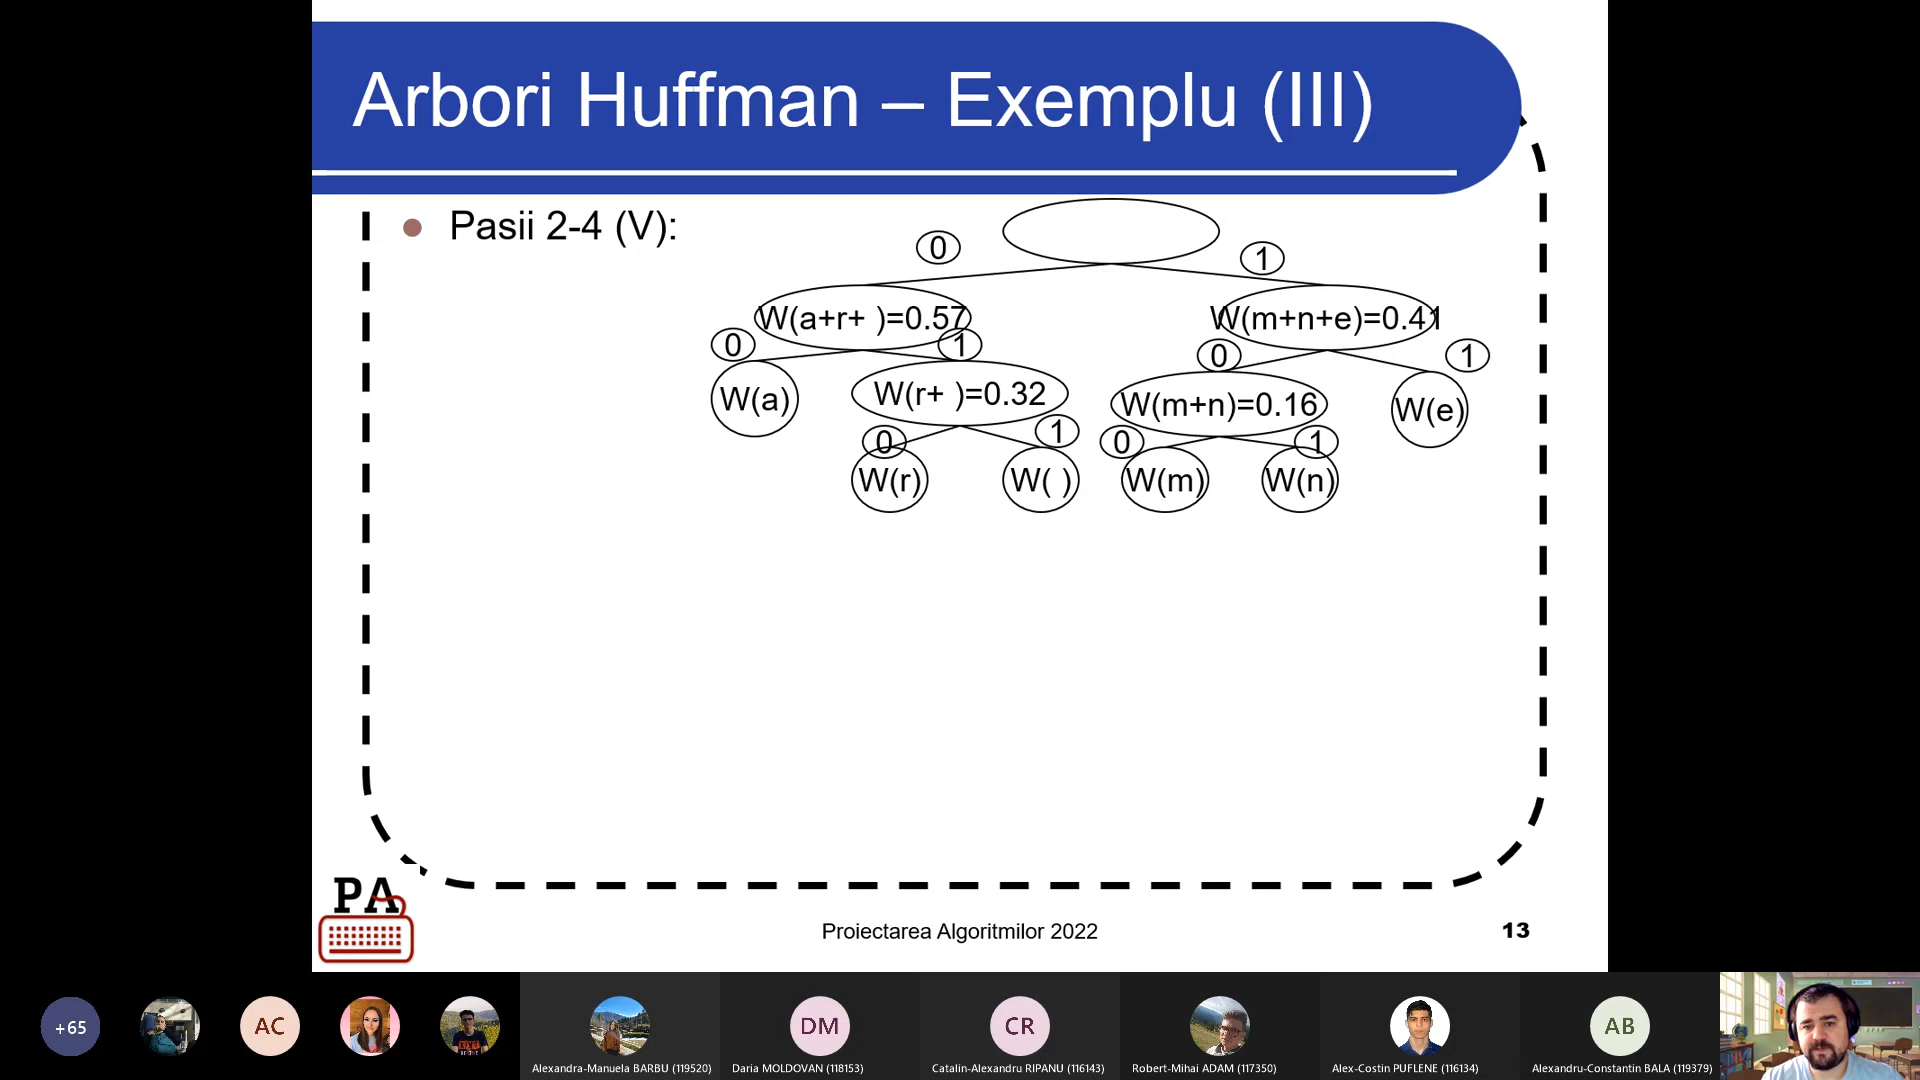 Arbori Huffman – Exemplu (III)
Pasii 2-4 (V):
0
1
W(a+r+ )=0.57
W(m+n+e)=0.41
0
1
0
1
W(a)
W(r+ )=0.32
W(m+n)=0.16
W(e)
0
1
0
1
W(r)
W( )
W(m)
W(n)
PA
Proiectarea Algoritmilor 2022
13
+65
AC
DM
CR
AB
Alexandra-Manuela BARBU (119520)
Daria MOLDOVAN (118153)
Catalin-Alexandru RIPANU (116143)
Robert-Mihai ADAM (117350)
Alex-Costin PUFLENE (116134)
Alexandru-Constantin BALA (119379)